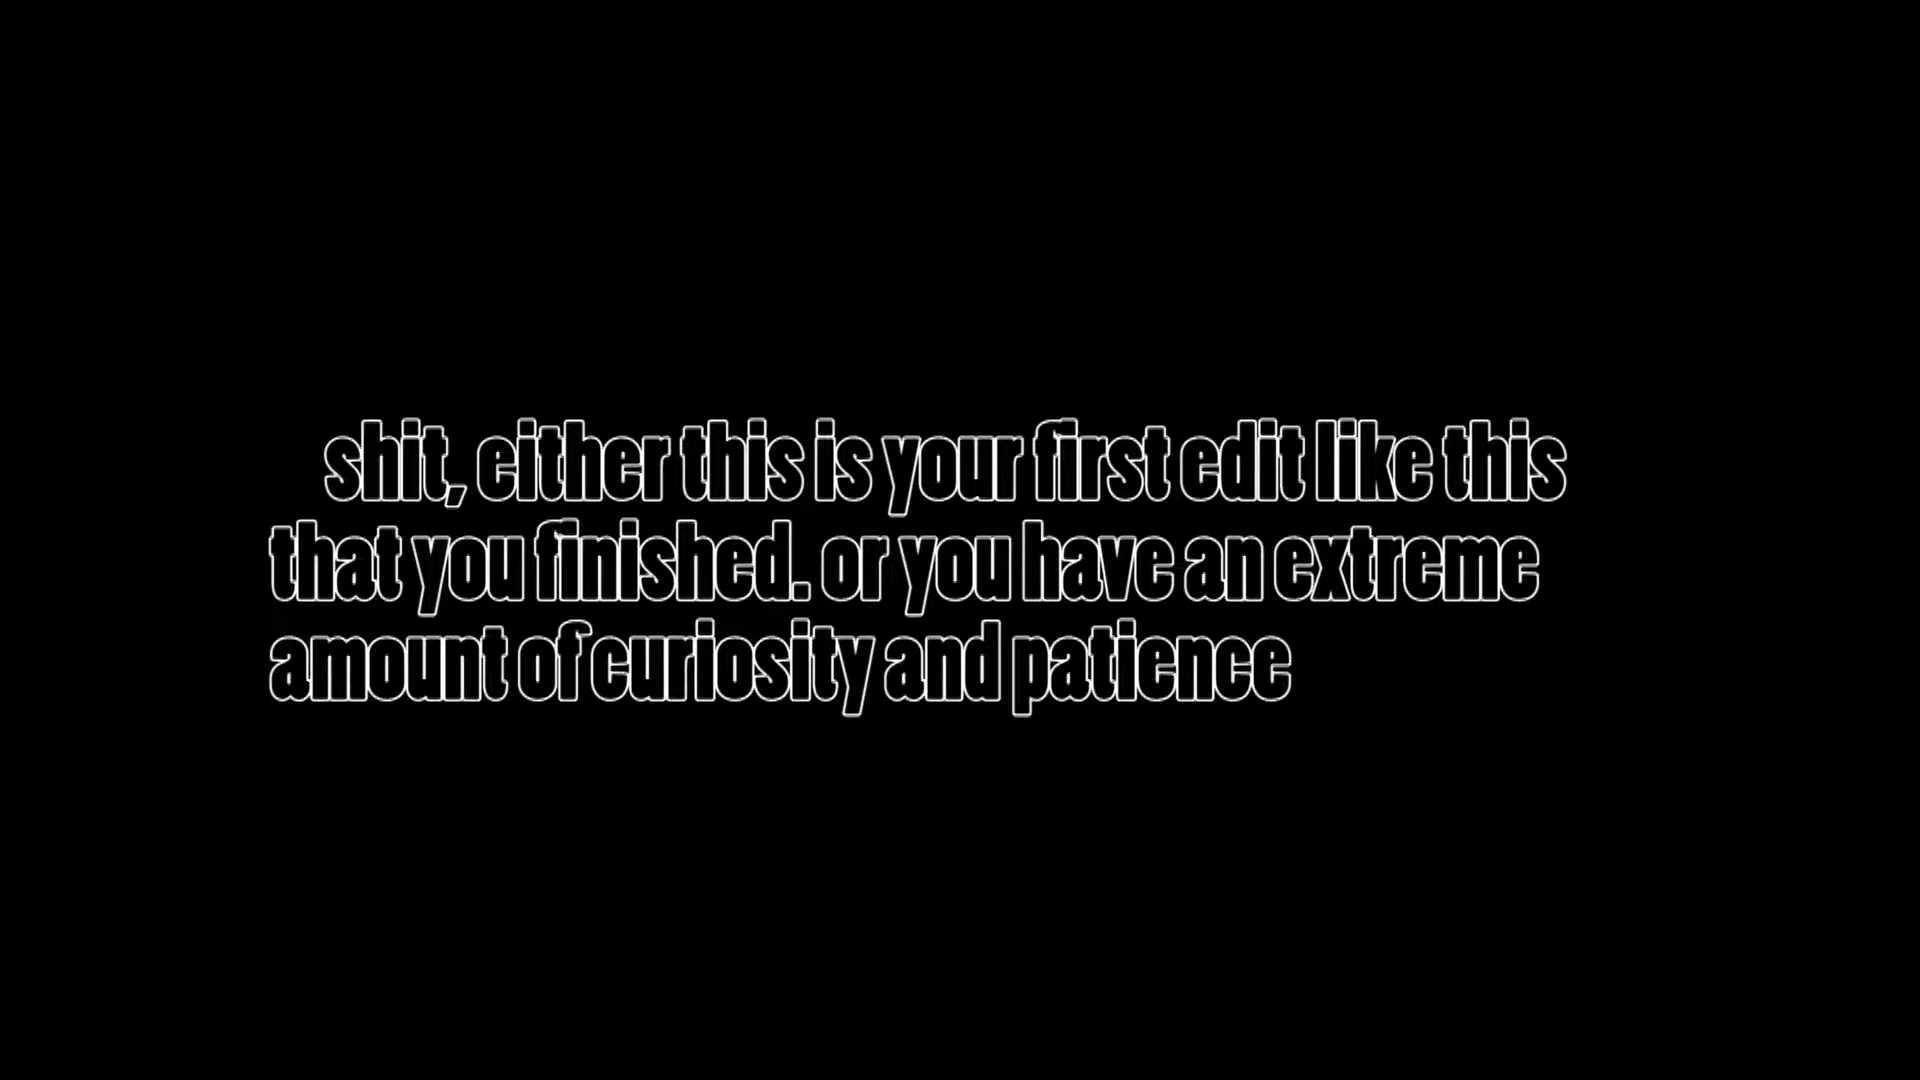 shit, either this is your first edit like this
that you finished. or you have an extreme
amount of curiosity and patience